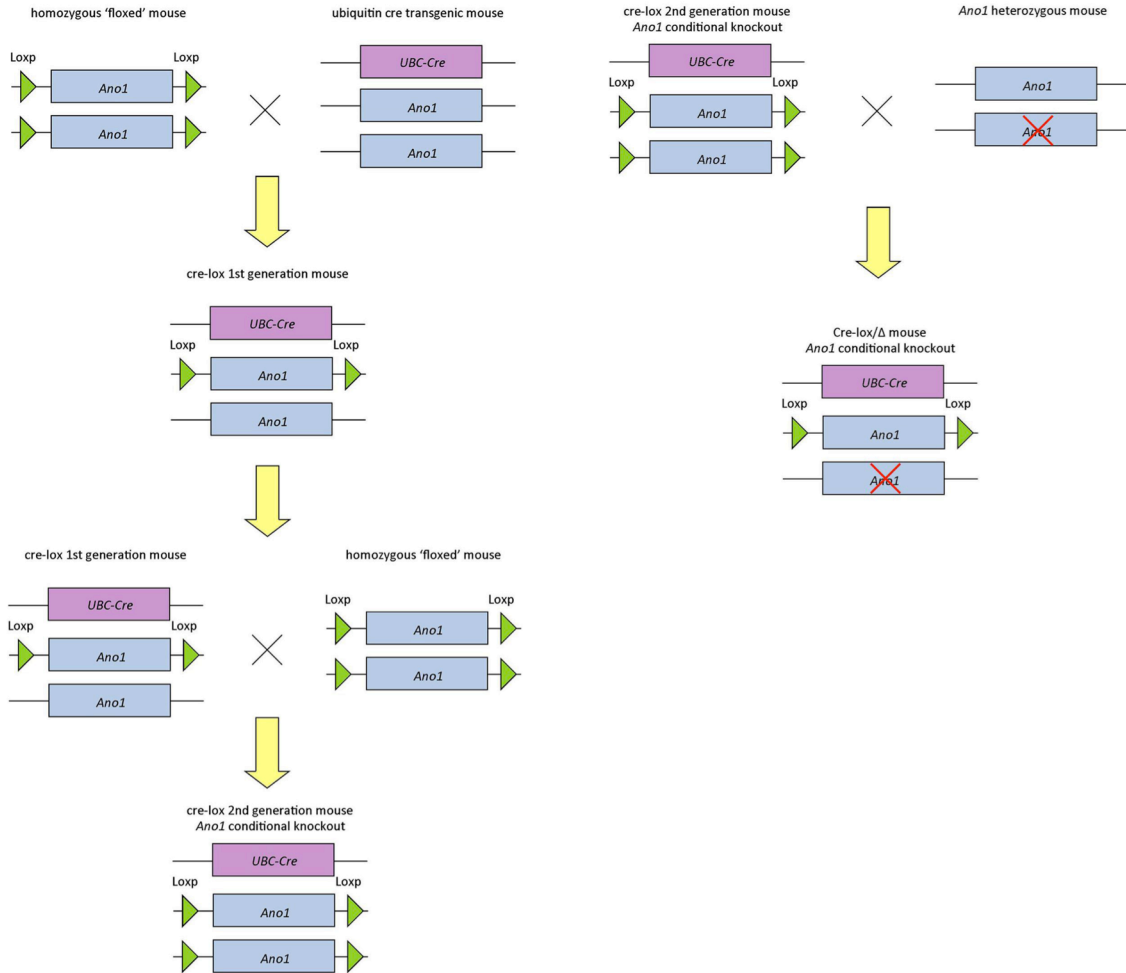 homozygous ‘floxed’ mouse
Loxp Loxp
Ano1
Ano1
ubiquitin cre transgenic mouse
UBC-Cre
Ano1
Ano1
cre-lox 1st generation mouse
UBC-Cre
Loxp Loxp
Ano1
Ano1
cre-lox 1st generation mouse
UBC-Cre
Loxp Loxp
Ano1
Ano1
homozygous ‘floxed’ mouse
Loxp Loxp
Ano1
Ano1
cre-lox 2nd generation mouse
Ano1 conditional knockout
UBC-Cre
Loxp Loxp
Ano1
Ano1
cre-lox 2nd generation mouse
Ano1 conditional knockout
UBC-Cre
Loxp Loxp
Ano1
Ano1
Ano1 heterozygous mouse
Ano1
Ano1
Cre-lox/Δ mouse
Ano1 conditional knockout
UBC-Cre
Loxp Loxp
Ano1
Ano1